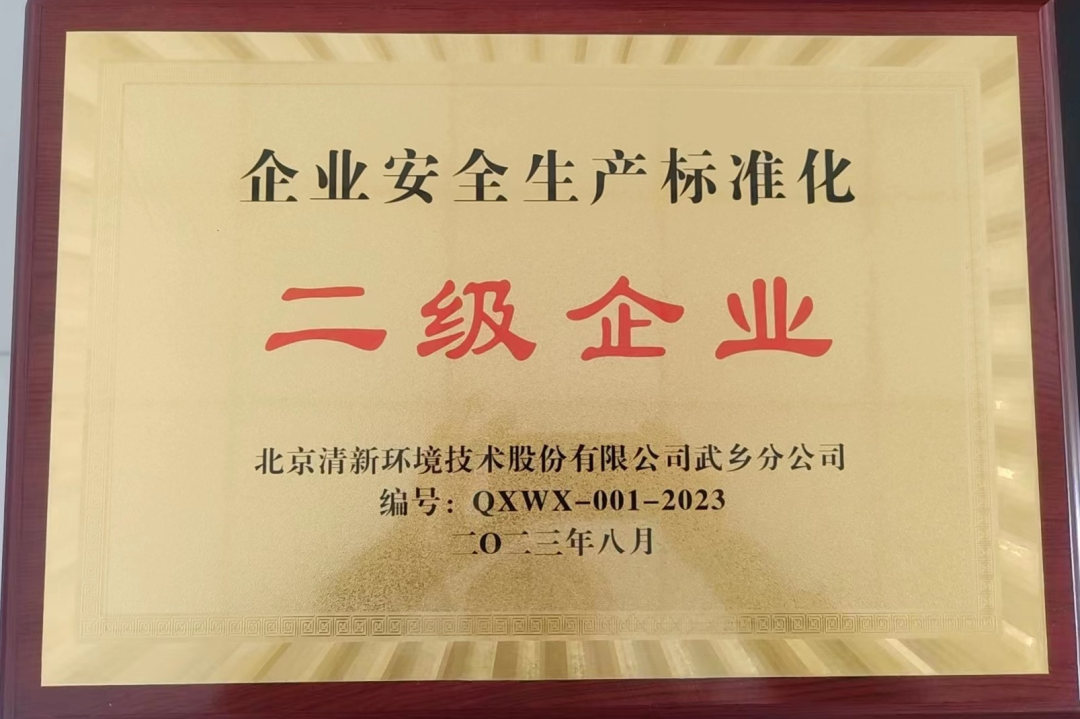 企业安全生产标准化
二级企业
北京清新环境技术股份有限公司武乡分公司
编号：QXWX-001-2023
二O二三年八月